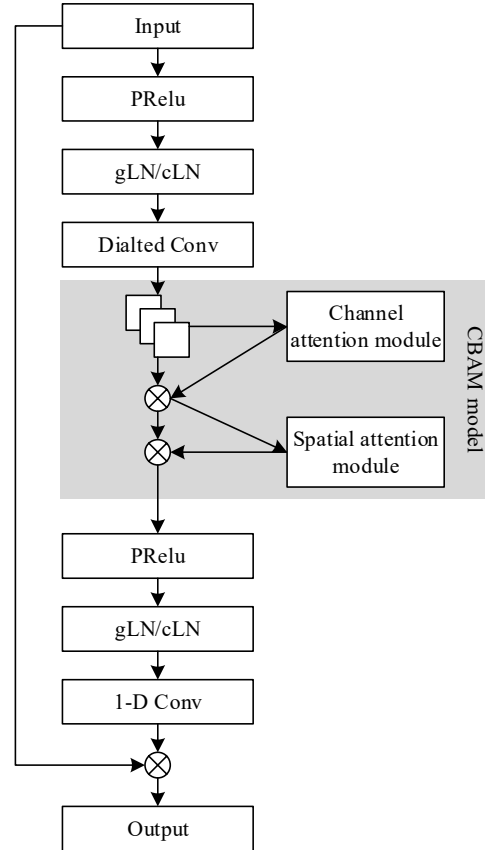 Input
PRelu
gLN/cLN
Dialted Conv
Channel
attention module
CBAM model
Spatial attention
module
PRelu
gLN/cLN
1-D Conv
Output